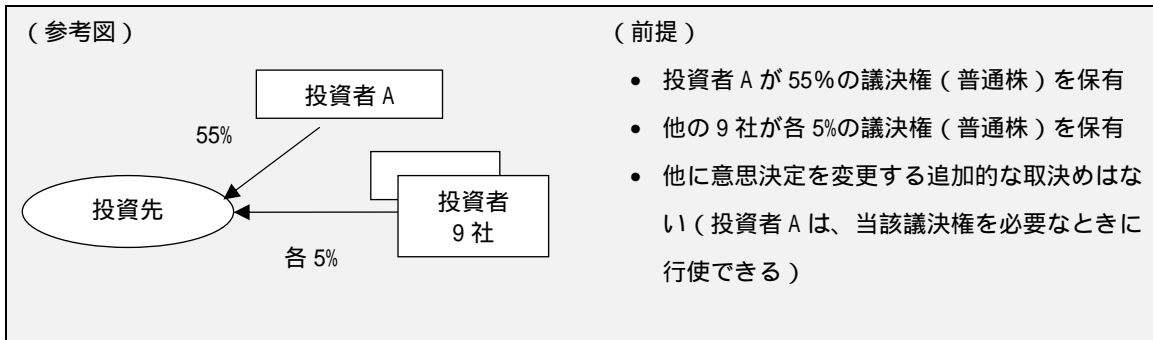 （参考図）
投資者 A
55%
投資先
投資者
9 社
各 5%
（前提）
• 投資者 A が 55%の議決権（普通株）を保有
• 他の 9 社が各 5%の議決権（普通株）を保有
• 他に意思決定を変更する追加的な取決めはな
い（投資者 A は、当該議決権を必要なときに
行使できる）